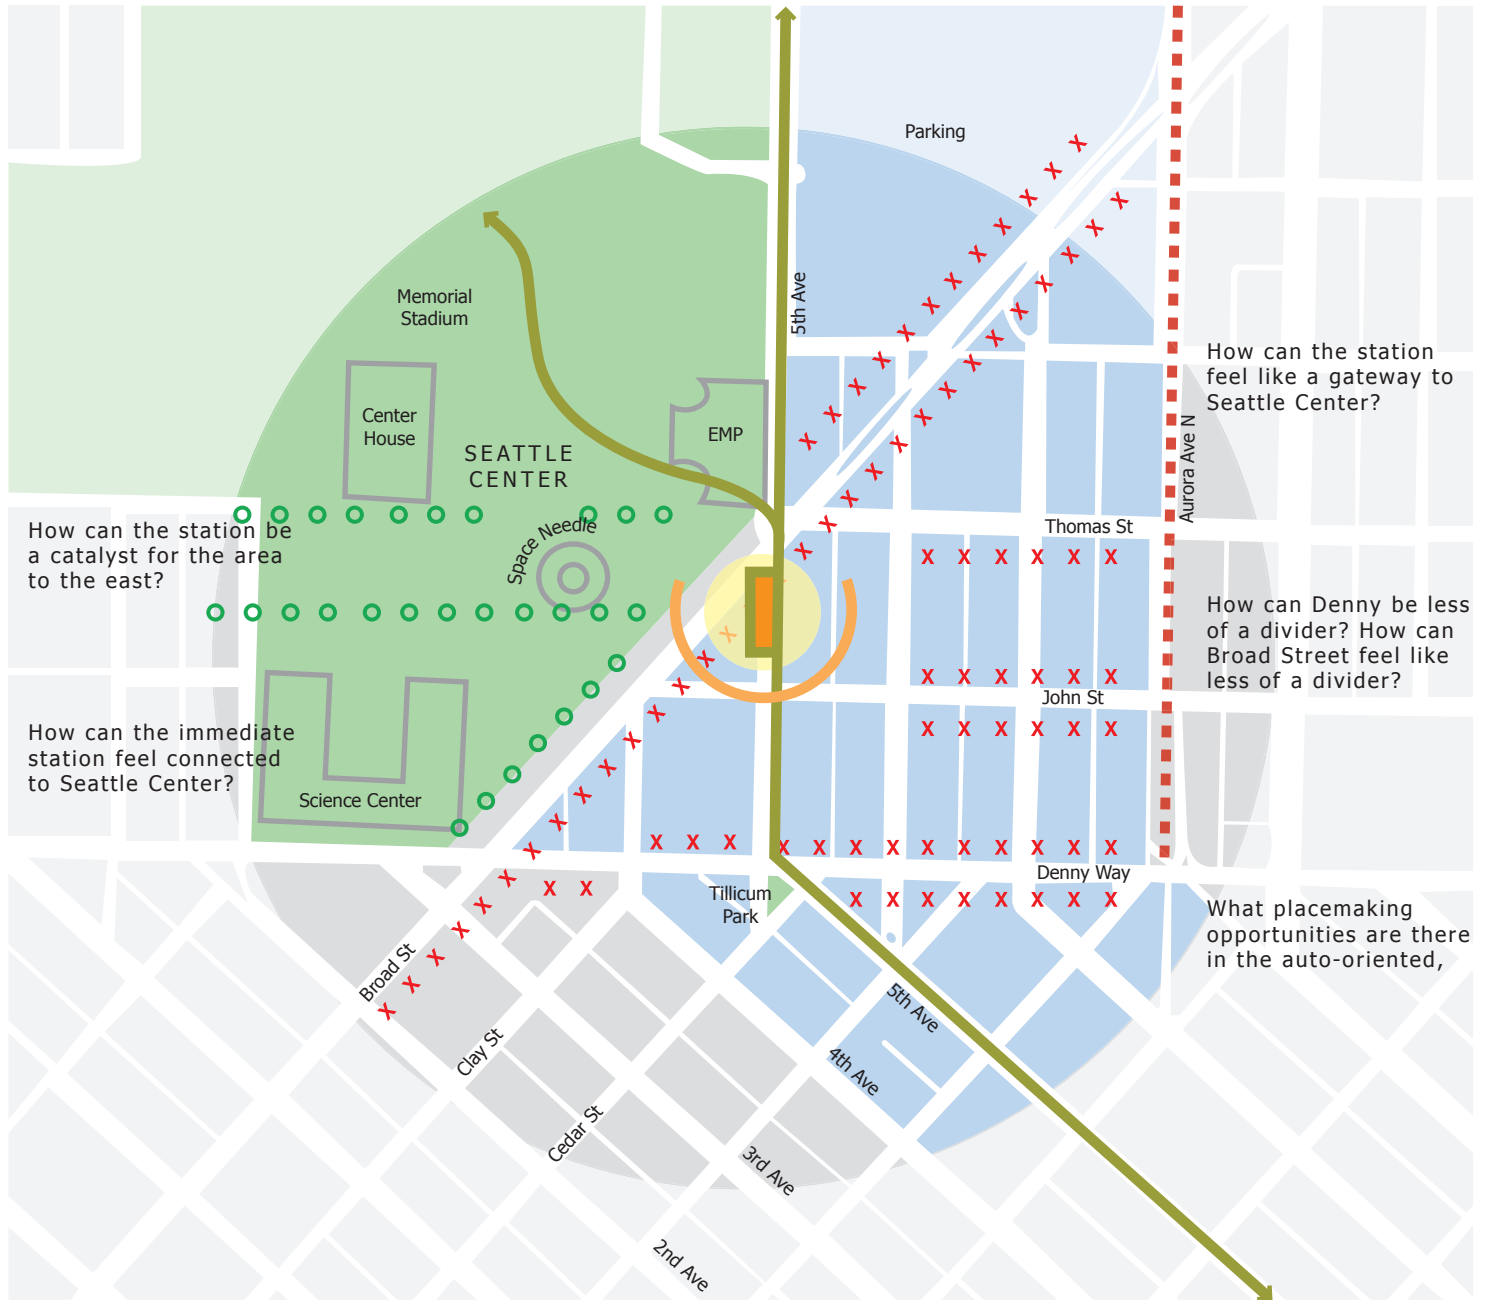 Parking
5th Ave
Memorial
Stadium
Center
House
SEATTLE
CENTER
EMP
Space Needle
Science Center
How can the station be
a catalyst for the area
to the east?
How can the immediate
station feel connected
to Seattle Center?
How can the station
feel like a gateway to
Seattle Center?
Aurora Ave N
Thomas St
How can Denny be less
of a divider? How can
Broad Street feel like
less of a divider?
John St
Denny Way
Tillicum
Park
What placemaking
opportunities are there
in the auto-oriented,
Broad St
Clay St
Cedar St
5th Ave
4th Ave
3rd Ave
2nd Ave